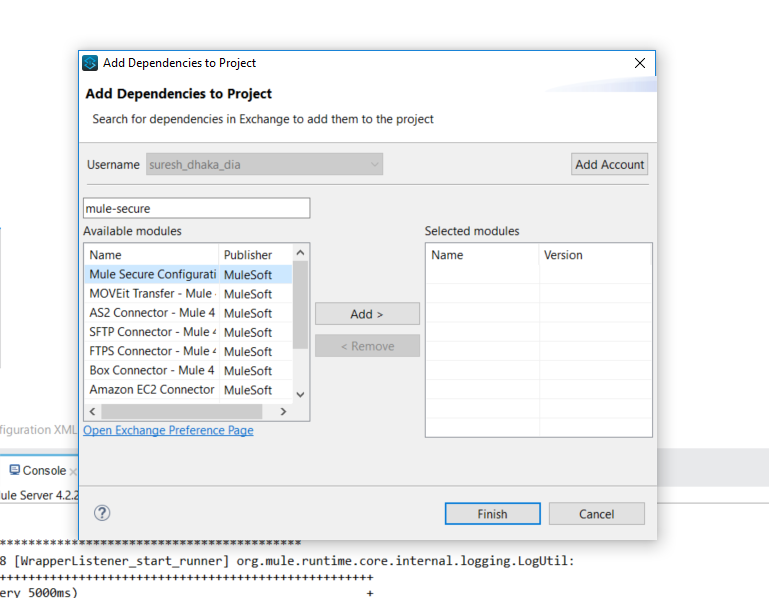 Add Dependencies to Project
Add Dependencies to Project
Search for dependencies in Exchange to add them to the project
Username suresh_dhaka_dia Add Account
mule-secure
Available modules Selected modules
Name Publisher Name Version
Mule Secure Configurati MuleSoft
MOVEit Transfer - Mule MuleSoft
AS2 Connector - Mule 4 MuleSoft
SFTP Connector - Mule 4 MuleSoft
FTPS Connector - Mule 4 MuleSoft
Box Connector - Mule 4 MuleSoft
Amazon EC2 Connector MuleSoft
Add >
< Remove
figuration XML
Open Exchange Preference Page
Console
ule Server 4.2.2
? Finish Cancel
******************************************
8 [WrapperListener_start_runner] org.mule.runtime.core.internal.logging.LogUtil:
++++++++++++++++++++++++++++++++++++++++++++++++++++
ery 5000ms) +